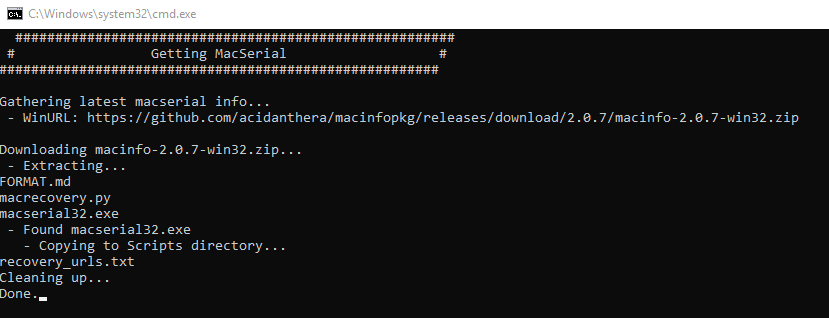 C:\Windows\system32\cmd.exe
#######################################################
# Getting MacSerial #
#######################################################
Gathering latest macserial info...
- WinURL: https://github.com/acidanthera/macinfopkg/releases/download/2.0.7/macinfo-2.0.7-win32.zip
Downloading macinfo-2.0.7-win32.zip...
- Extracting...
FORMAT.md
macrecovery.py
macserial32.exe
- Found macserial32.exe
- Copying to Scripts directory...
recovery_urls.txt
Cleaning up...
Done.